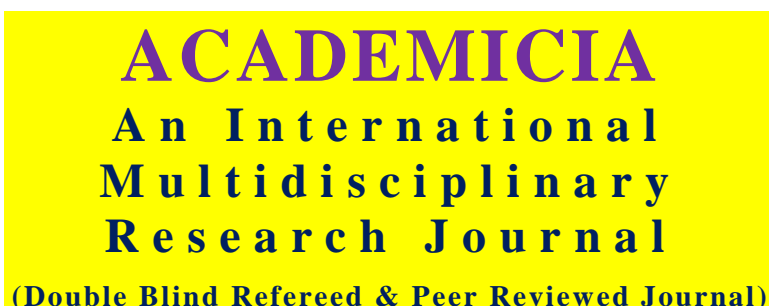 ACADEMICIA
An International
Multidisciplinary
Research Journal
(Double Blind Refereed & Peer Reviewed Journal)